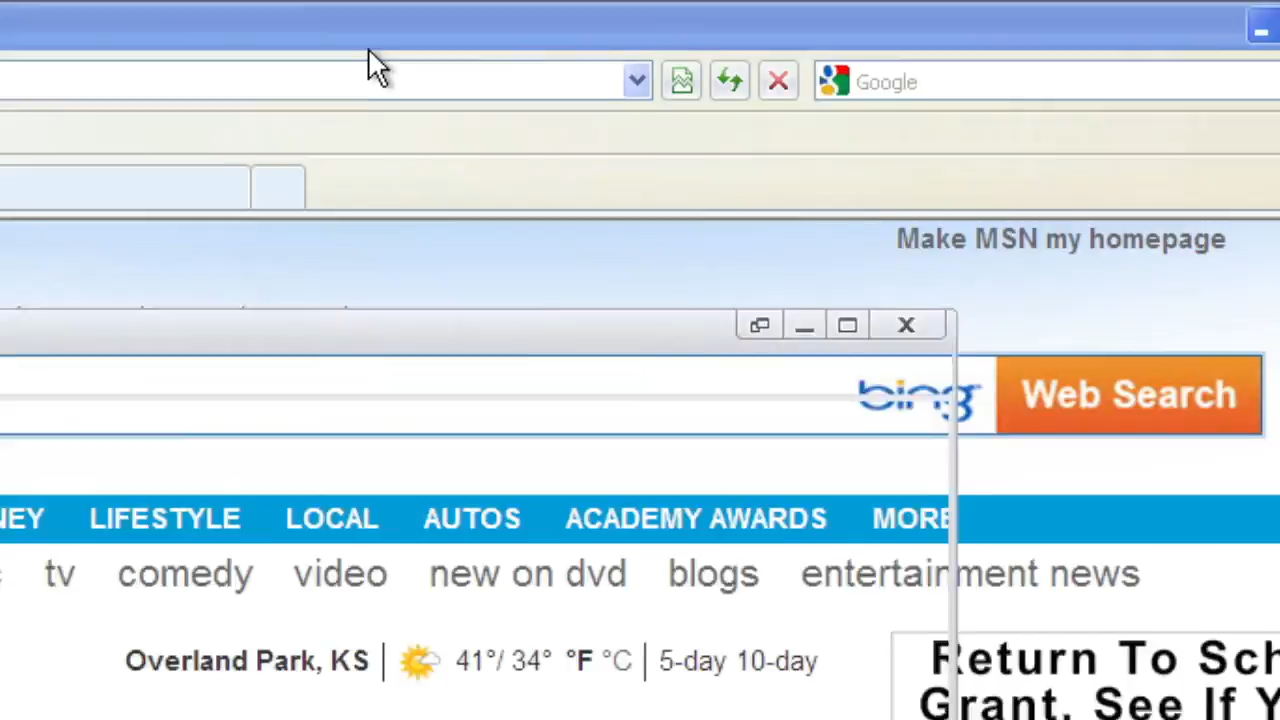 Google
Make MSN my homepage
bing
Web Search
NEY LIFESTYLE LOCAL AUTOS ACADEMY AWARDS MORE
tv comedy video new on dvd blogs entertainment news
Overland Park, KS 41°/ 34° °F °C 5-day 10-day
Return To Sch
Grant. See If Y